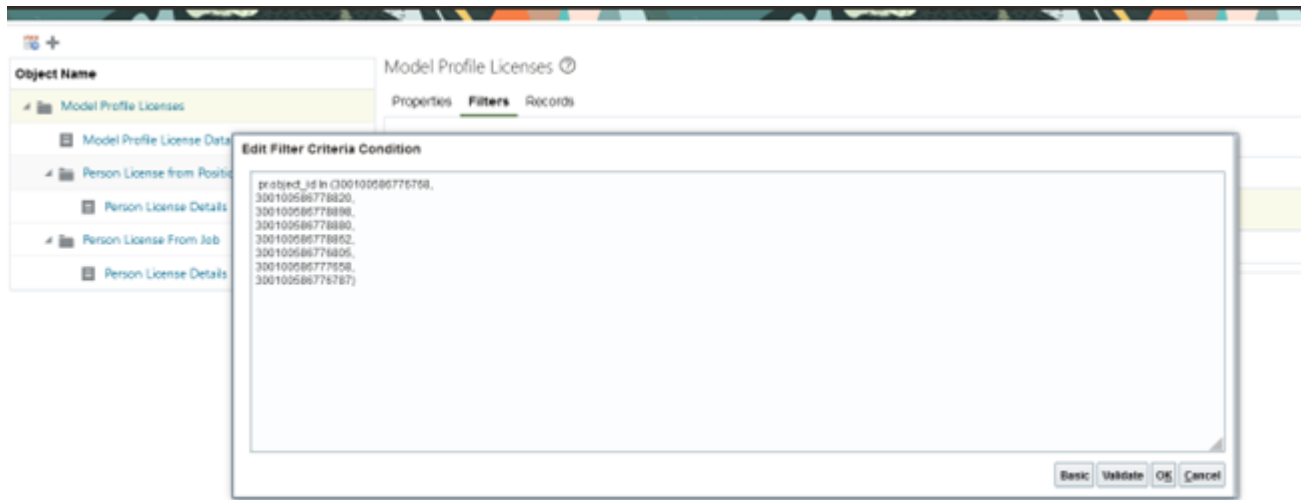 Object Name
Model Profile Licenses
Model Profile License Data
Person License from Positio
Person License Details
Person License From Job
Person License Details
Model Profile Licenses
Properties Filters Records
Edit Filter Criteria Condition
probject_id in (300100586776768,
300100586778820,
300100586778898,
300100586778880,
300100586778862,
300100586776805,
300100586777658,
300100586776787)
Basic Validate OK Cancel